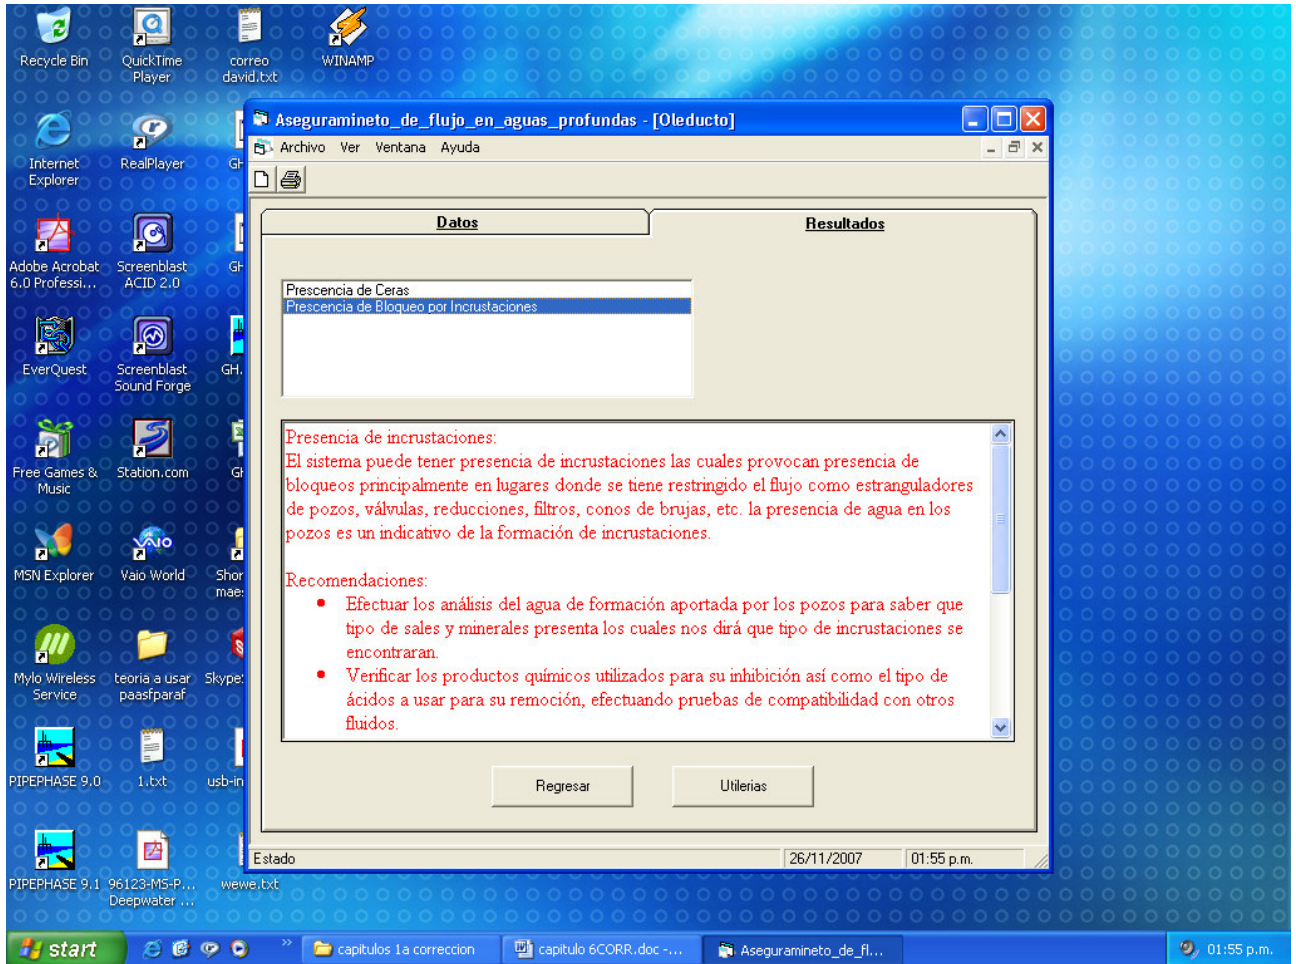 Recycle Bin
QuickTime
Player
correo
david.txt
WINAMP
Internet
Explorer
RealPlayer
Adobe Acrobat
6.0 Professi...
Screenblast
ACID 2.0
EverQuest
Screenblast
Sound Forge
GH.
Free Games &
Music
Station.com
MSN Explorer
Vaio World
Shor
maes
Mylo Wireless
Service
teoria a usar
paasfparaf
Skype
PIPEPHASE 9.0
1.txt
usb-in
PIPEPHASE 9.1
96123-MS-P...
Deepwater ...
wewe.txt
Aseguramineto_de_flujo_en_aguas_profundas - [Oleducto]
Archivo Ver Ventana Ayuda
Datos
Resultados
Prescencia de Ceras
Prescencia de Bloqueo por Incrustaciones
Presencia de incrustaciones:
El sistema puede tener presencia de incrustaciones las cuales provocan presencia de
bloqueos principalmente en lugares donde se tiene restringido el flujo como estranguladores
de pozos, válvulas, reducciones, filtros, conos de brujas, etc. la presencia de agua en los
pozos es un indicativo de la formación de incrustaciones.
Recomendaciones:
• Efectuar los análisis del agua de formación aportada por los pozos para saber que
tipo de sales y minerales presenta los cuales nos dirá que tipo de incrustaciones se
encontraran.
• Verificar los productos químicos utilizados para su inhibición así como el tipo de
ácidos a usar para su remoción, efectuando pruebas de compatibilidad con otros
fluidos.
Regresar
Utilerias
Estado
26/11/2007
01:55 p.m.
start
capitulos 1a correccion
capitulo 6CORR.doc -...
Aseguramineto_de_fl...
01:55 p.m.